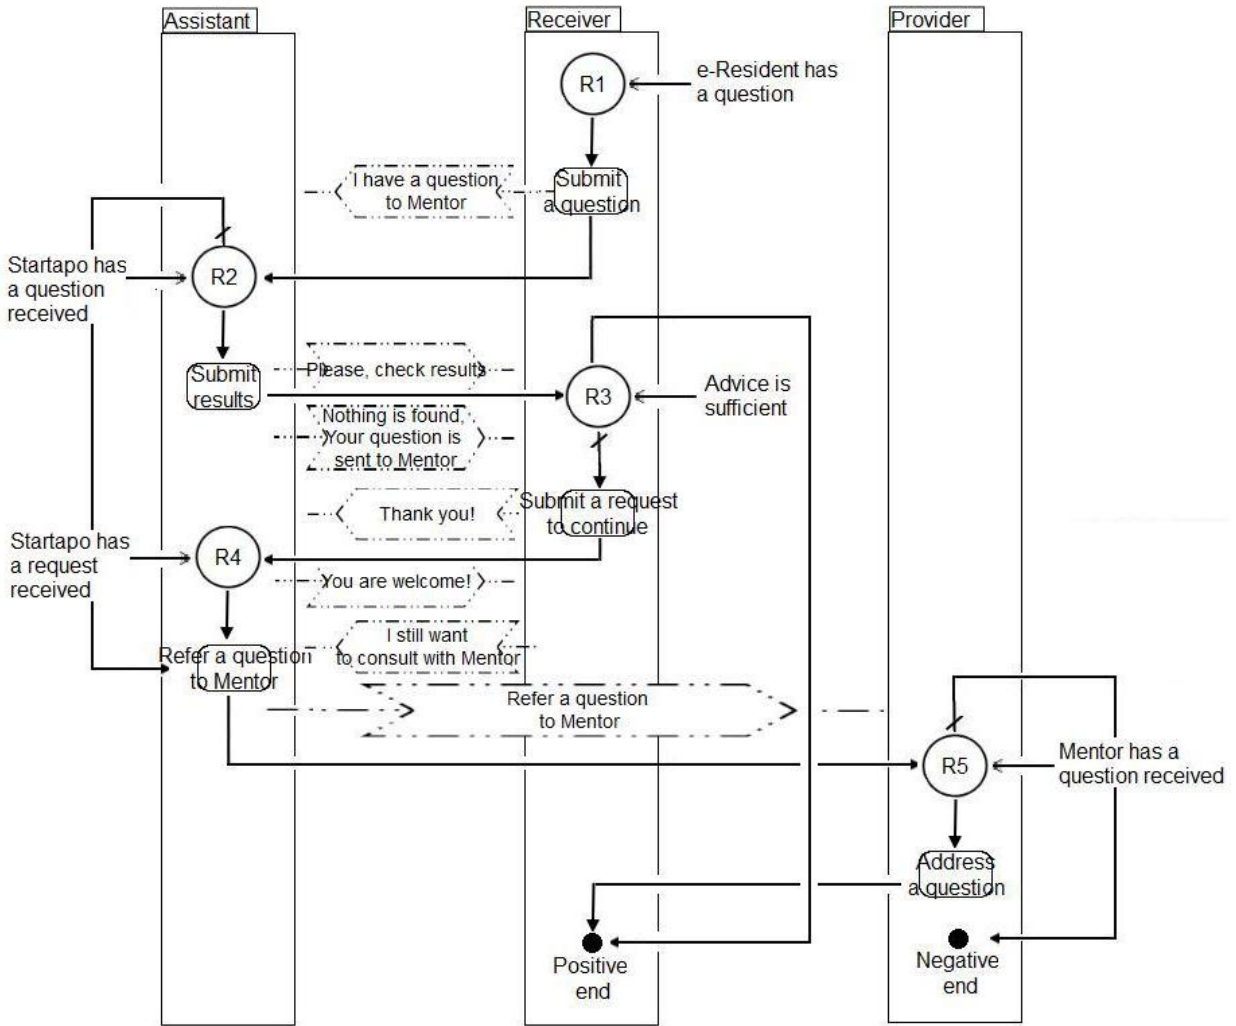 Assistant
Receiver
Provider
R1
e-Resident has
a question
I have a question
to Mentor
Submit
a question
Startapo has
a question
received
R2
Please, check results
Submit
results
R3
Advice is
sufficient
Nothing is found,
Your question is
sent to Mentor
Submit a request
to continue
Thank you!
Startapo has
a request
received
R4
You are welcome!
I still want
to consult with Mentor
Refer a question
to Mentor
Refer a question
to Mentor
R5
Mentor has a
question received
Address
a question
Positive
end
Negative
end